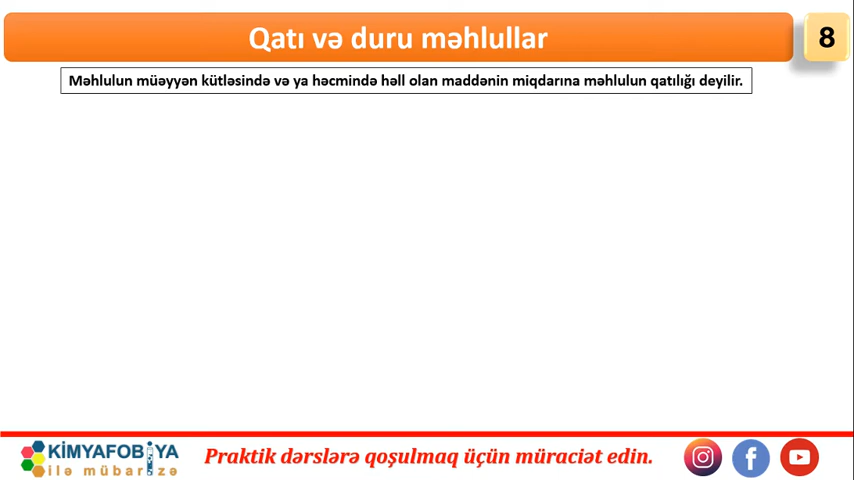 Qatı və duru məhlullar
8
Məhlulun müəyyən kütləsində və ya həcmində həll olan maddənin miqdarına məhlulun qatılığı deyilir.
KİMYAFOBİYA
ilə mübarizə
Praktik dərslərə qoşulmaq üçün müraciət edin.